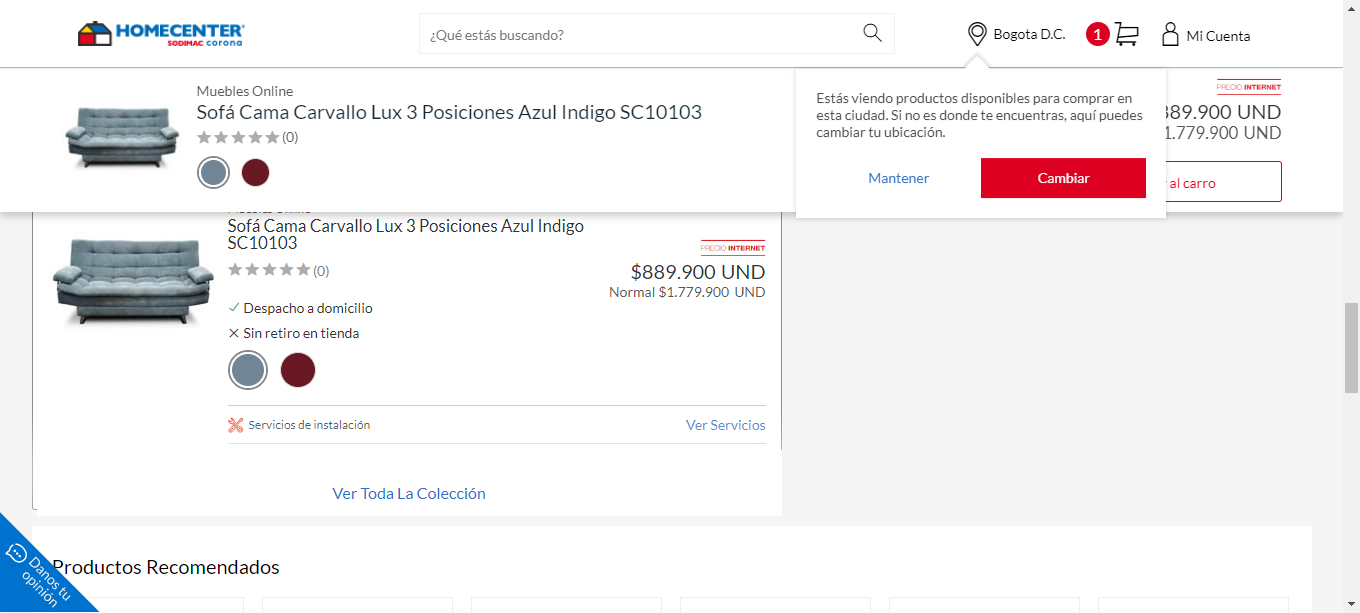 HOMECENTER
SODIMAC corona
¿Qué estás buscando?
Bogota D.C.
1
Mi Cuenta
Muebles Online
Sofá Cama Carvallo Lux 3 Posiciones Azul Indigo SC10103
(0)
Estás viendo productos disponibles para comprar en
esta ciudad. Si no es donde te encuentras, aquí puedes
cambiar tu ubicación.
Mantener
Cambiar
PRECIO INTERNET
889.900 UND
1.779.900 UND
al carro
Sofá Cama Carvallo Lux 3 Posiciones Azul Indigo
SC10103
(0)
PRECIO INTERNET
$889.900 UND
Normal $1.779.900 UND
Despacho a domicilio
Sin retiro en tienda
Servicios de instalación
Ver Servicios
Ver Toda La Colección
Danos tu
opinión
Productos Recomendados